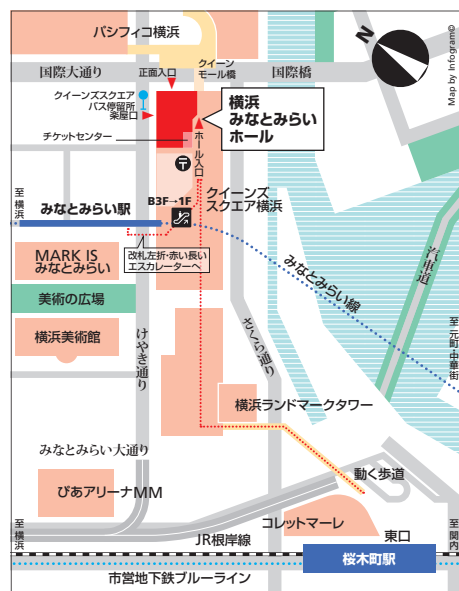 パシフィコ横浜
クイーン
モール橋
N
Map by Infogram©
国際大通り
正面入口
国際橋
クイーンズスクエア
バス停留所
楽屋口
横浜
みなとみらい
ホール
チケットセンター
ホール入口
至横浜
みなとみらい駅
B3F→1F
クイーンズ
スクエア横浜
改札左折・赤い長い
エスカレーターへ
MARK IS
みなとみらい
みなとみらい線
汽車道
美術の広場
横浜美術館
けやき通り
さくら通り
至元町・中華街
横浜ランドマークタワー
みなとみらい大通り
動く歩道
ぴあアリーナMM
コレットマーレ
東口
至横浜
JR根岸線
桜木町駅
至関内
市営地下鉄ブルーライン